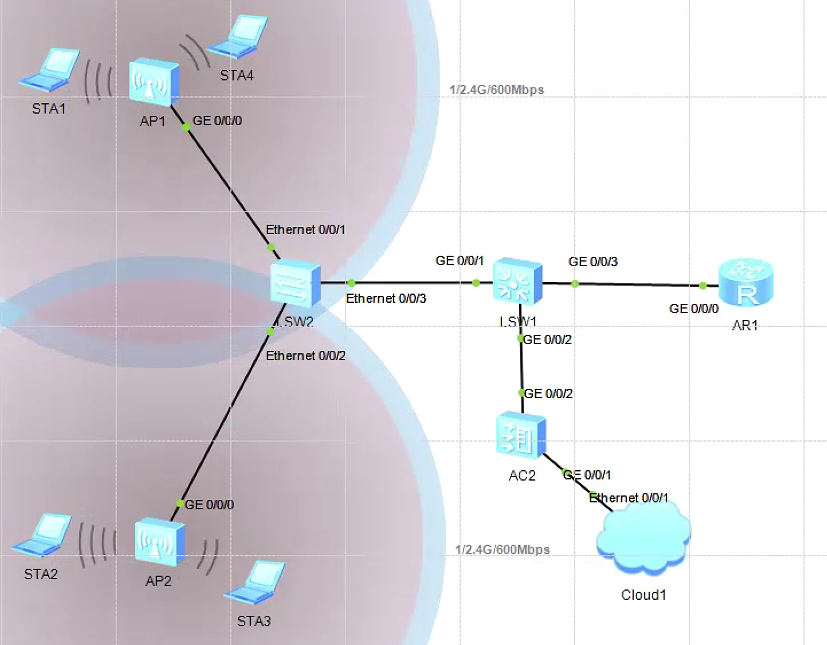 STA4
STA1
1/2.4G/600Mbps
AP1
GE 0/0/0
Ethernet 0/0/1
GE 0/0/1
GE 0/0/3
Ethernet 0/0/3
GE 0/0/0
LSW2
LSW1
R
AR1
Ethernet 0/0/2
GE 0/0/2
GE 0/0/2
AC2
GE 0/0/1
Ethernet 0/0/1
GE 0/0/0
1/2.4G/600Mbps
STA2
AP2
Cloud1
STA3